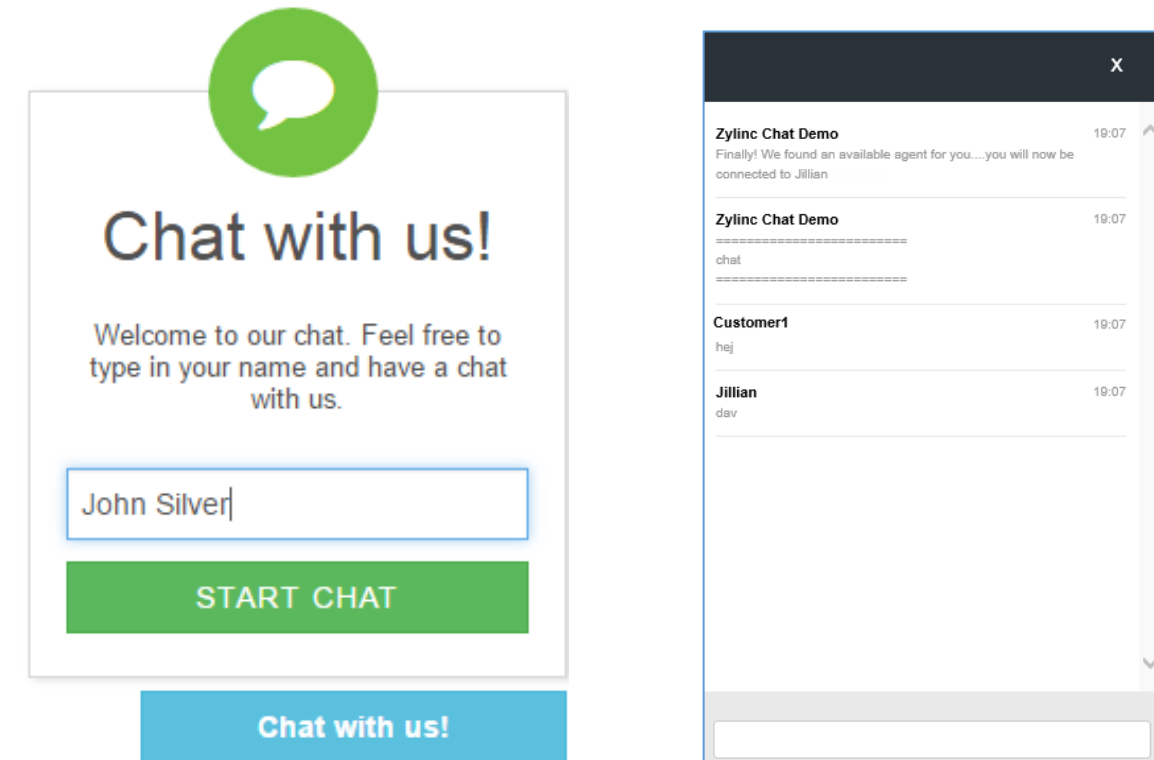 Chat with us!
Welcome to our chat. Feel free to
type in your name and have a chat
with us.
John Silver
START CHAT
Chat with us!
X
Zylinc Chat Demo 19:07
Finally! We found an available agent for you....you will now be
connected to Jillian
Zylinc Chat Demo 19:07
=========================
chat
=========================
Customer1 19:07
hej
Jillian 19:07
dav